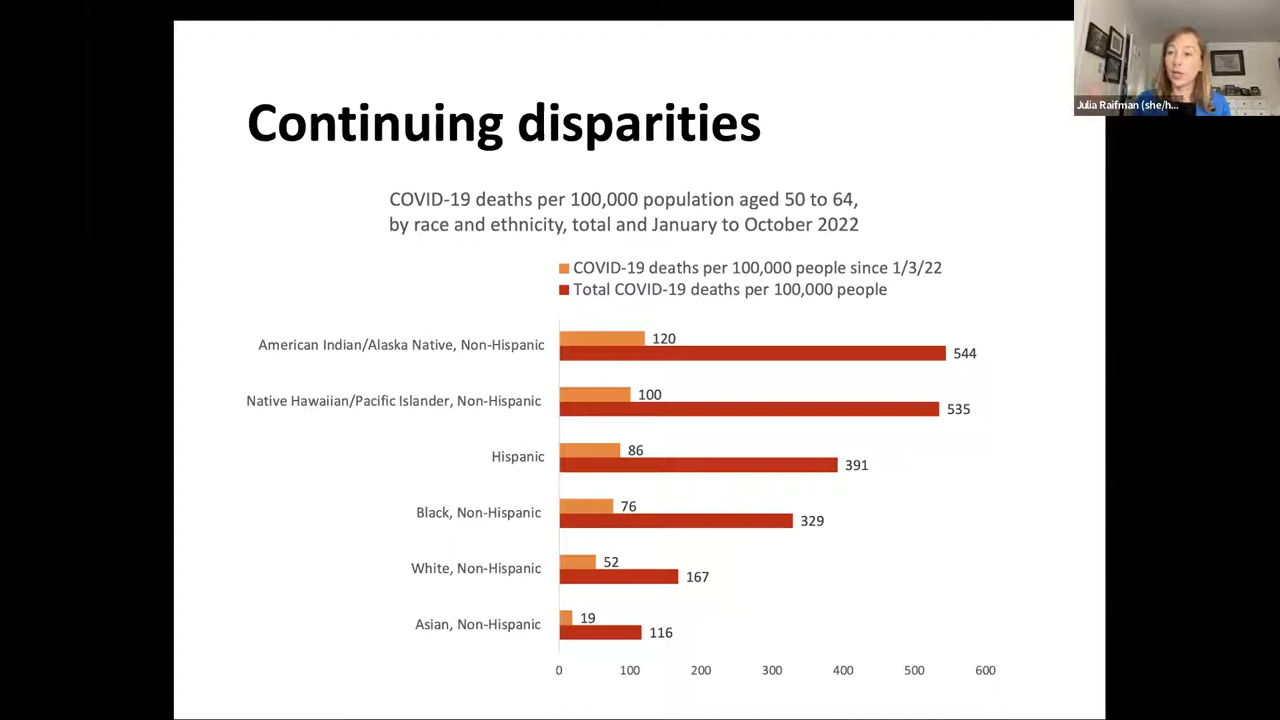 Julia Raifman (she/h...
Continuing disparities
COVID-19 deaths per 100,000 population aged 50 to 64,
by race and ethnicity, total and January to October 2022
COVID-19 deaths per 100,000 people since 1/3/22
Total COVID-19 deaths per 100,000 people
American Indian/Alaska Native, Non-Hispanic
120
544
Native Hawaiian/Pacific Islander, Non-Hispanic
100
535
Hispanic
86
391
Black, Non-Hispanic
76
329
White, Non-Hispanic
52
167
Asian, Non-Hispanic
19
116
0 100 200 300 400 500 600